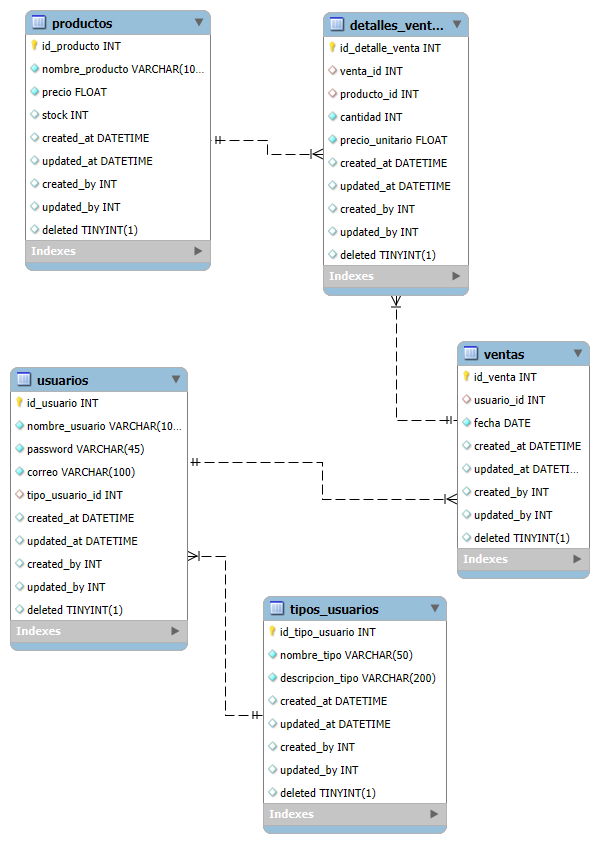 productos
id_producto INT
nombre_producto VARCHAR(10...
precio FLOAT
stock INT
created_at DATETIME
updated_at DATETIME
created_by INT
updated_by INT
deleted TINYINT(1)
Indexes
detalles_vent...
id_detalle_venta INT
venta_id INT
producto_id INT
cantidad INT
precio_unitario FLOAT
created_at DATETIME
updated_at DATETIME
created_by INT
updated_by INT
deleted TINYINT(1)
Indexes
ventas
id_venta INT
usuario_id INT
fecha DATE
created_at DATETIME
updated_at DATETI...
created_by INT
updated_by INT
deleted TINYINT(1)
Indexes
usuarios
id_usuario INT
nombre_usuario VARCHAR(10...
password VARCHAR(45)
correo VARCHAR(100)
tipo_usuario_id INT
created_at DATETIME
updated_at DATETIME
created_by INT
updated_by INT
deleted TINYINT(1)
Indexes
tipos_usuarios
id_tipo_usuario INT
nombre_tipo VARCHAR(50)
descripcion_tipo VARCHAR(200)
created_at DATETIME
updated_at DATETIME
created_by INT
updated_by INT
deleted TINYINT(1)
Indexes